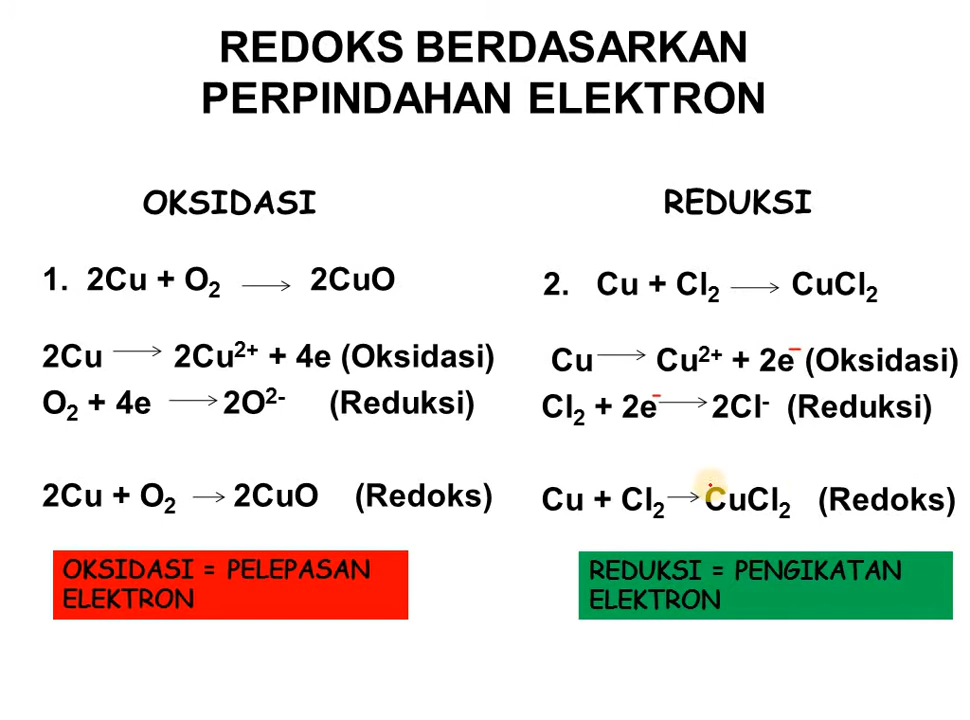 REDOKS BERDASARKAN
PERPINDAHAN ELEKTRON
OKSIDASI
1. 2Cu + O₂ → 2CuO
2Cu → 2Cu²⁺ + 4e (Oksidasi)
O₂ + 4e → 2O²⁻ (Reduksi)
2Cu + O₂ → 2CuO (Redoks)
OKSIDASI = PELEPASAN
ELEKTRON
REDUKSI
2. Cu + Cl₂ → CuCl₂
Cu → Cu²⁺ + 2e⁻ (Oksidasi)
Cl₂ + 2e⁻ → 2Cl⁻ (Reduksi)
Cu + Cl₂ → CuCl₂ (Redoks)
REDUKSI = PENGIKATAN
ELEKTRON